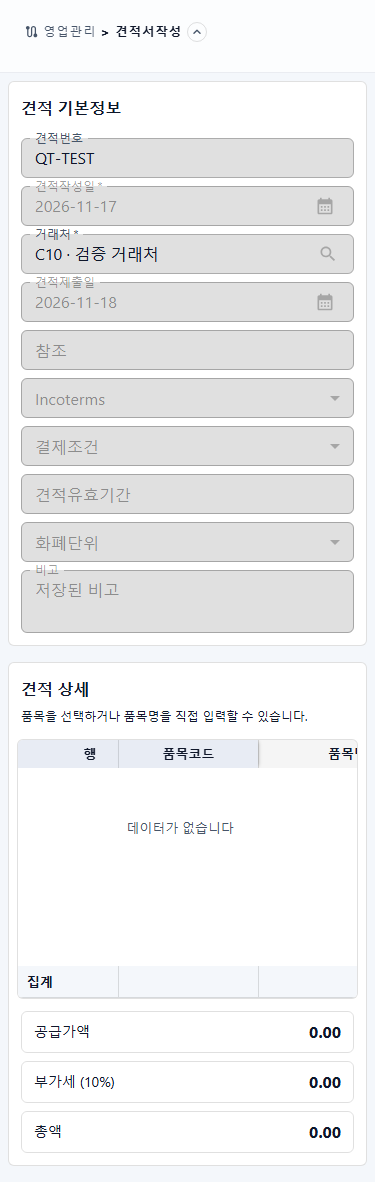 영업관리 > 견적서작성
견적 기본정보
견적번호
QT-TEST
견적작성일 *
2026-11-17
거래처 *
C10 · 검증 거래처
견적제출일
2026-11-18
참조
Incoterms
결제조건
견적유효기간
화폐단위
비고
저장된 비고
견적 상세
품목을 선택하거나 품목명을 직접 입력할 수 있습니다.
행 품목코드
데이터가 없습니다
집계
공급가액 0.00
부가세 (10%) 0.00
총액 0.00